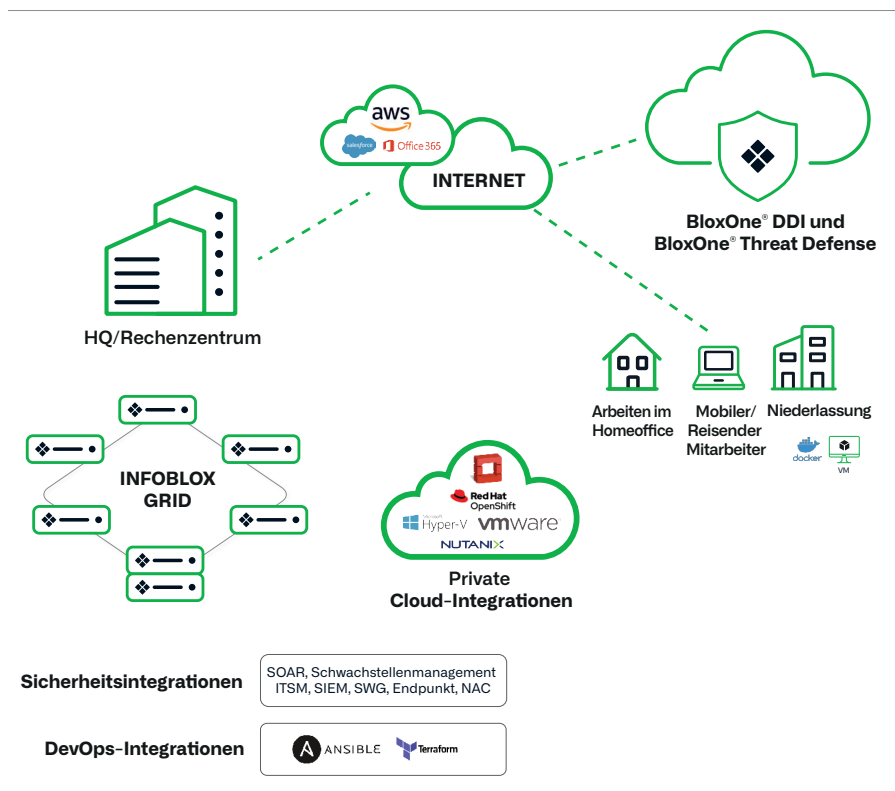 aws
salesforce
Office 365
INTERNET
BloxOne® DDI und
BloxOne® Threat Defense
HQ/Rechenzentrum
Arbeiten im
Homeoffice
Mobiler/
Reisender
Mitarbeiter
Niederlassung
docker
VM
INFOBLOX
GRID
Red Hat
OpenShift
Microsoft
Hyper-V
vmware
NUTANIX
Private
Cloud-Integrationen
Sicherheitsintegrationen
SOAR, Schwachstellenmanagement
ITSM, SIEM, SWG, Endpunkt, NAC
DevOps-Integrationen
ANSIBLE
Terraform